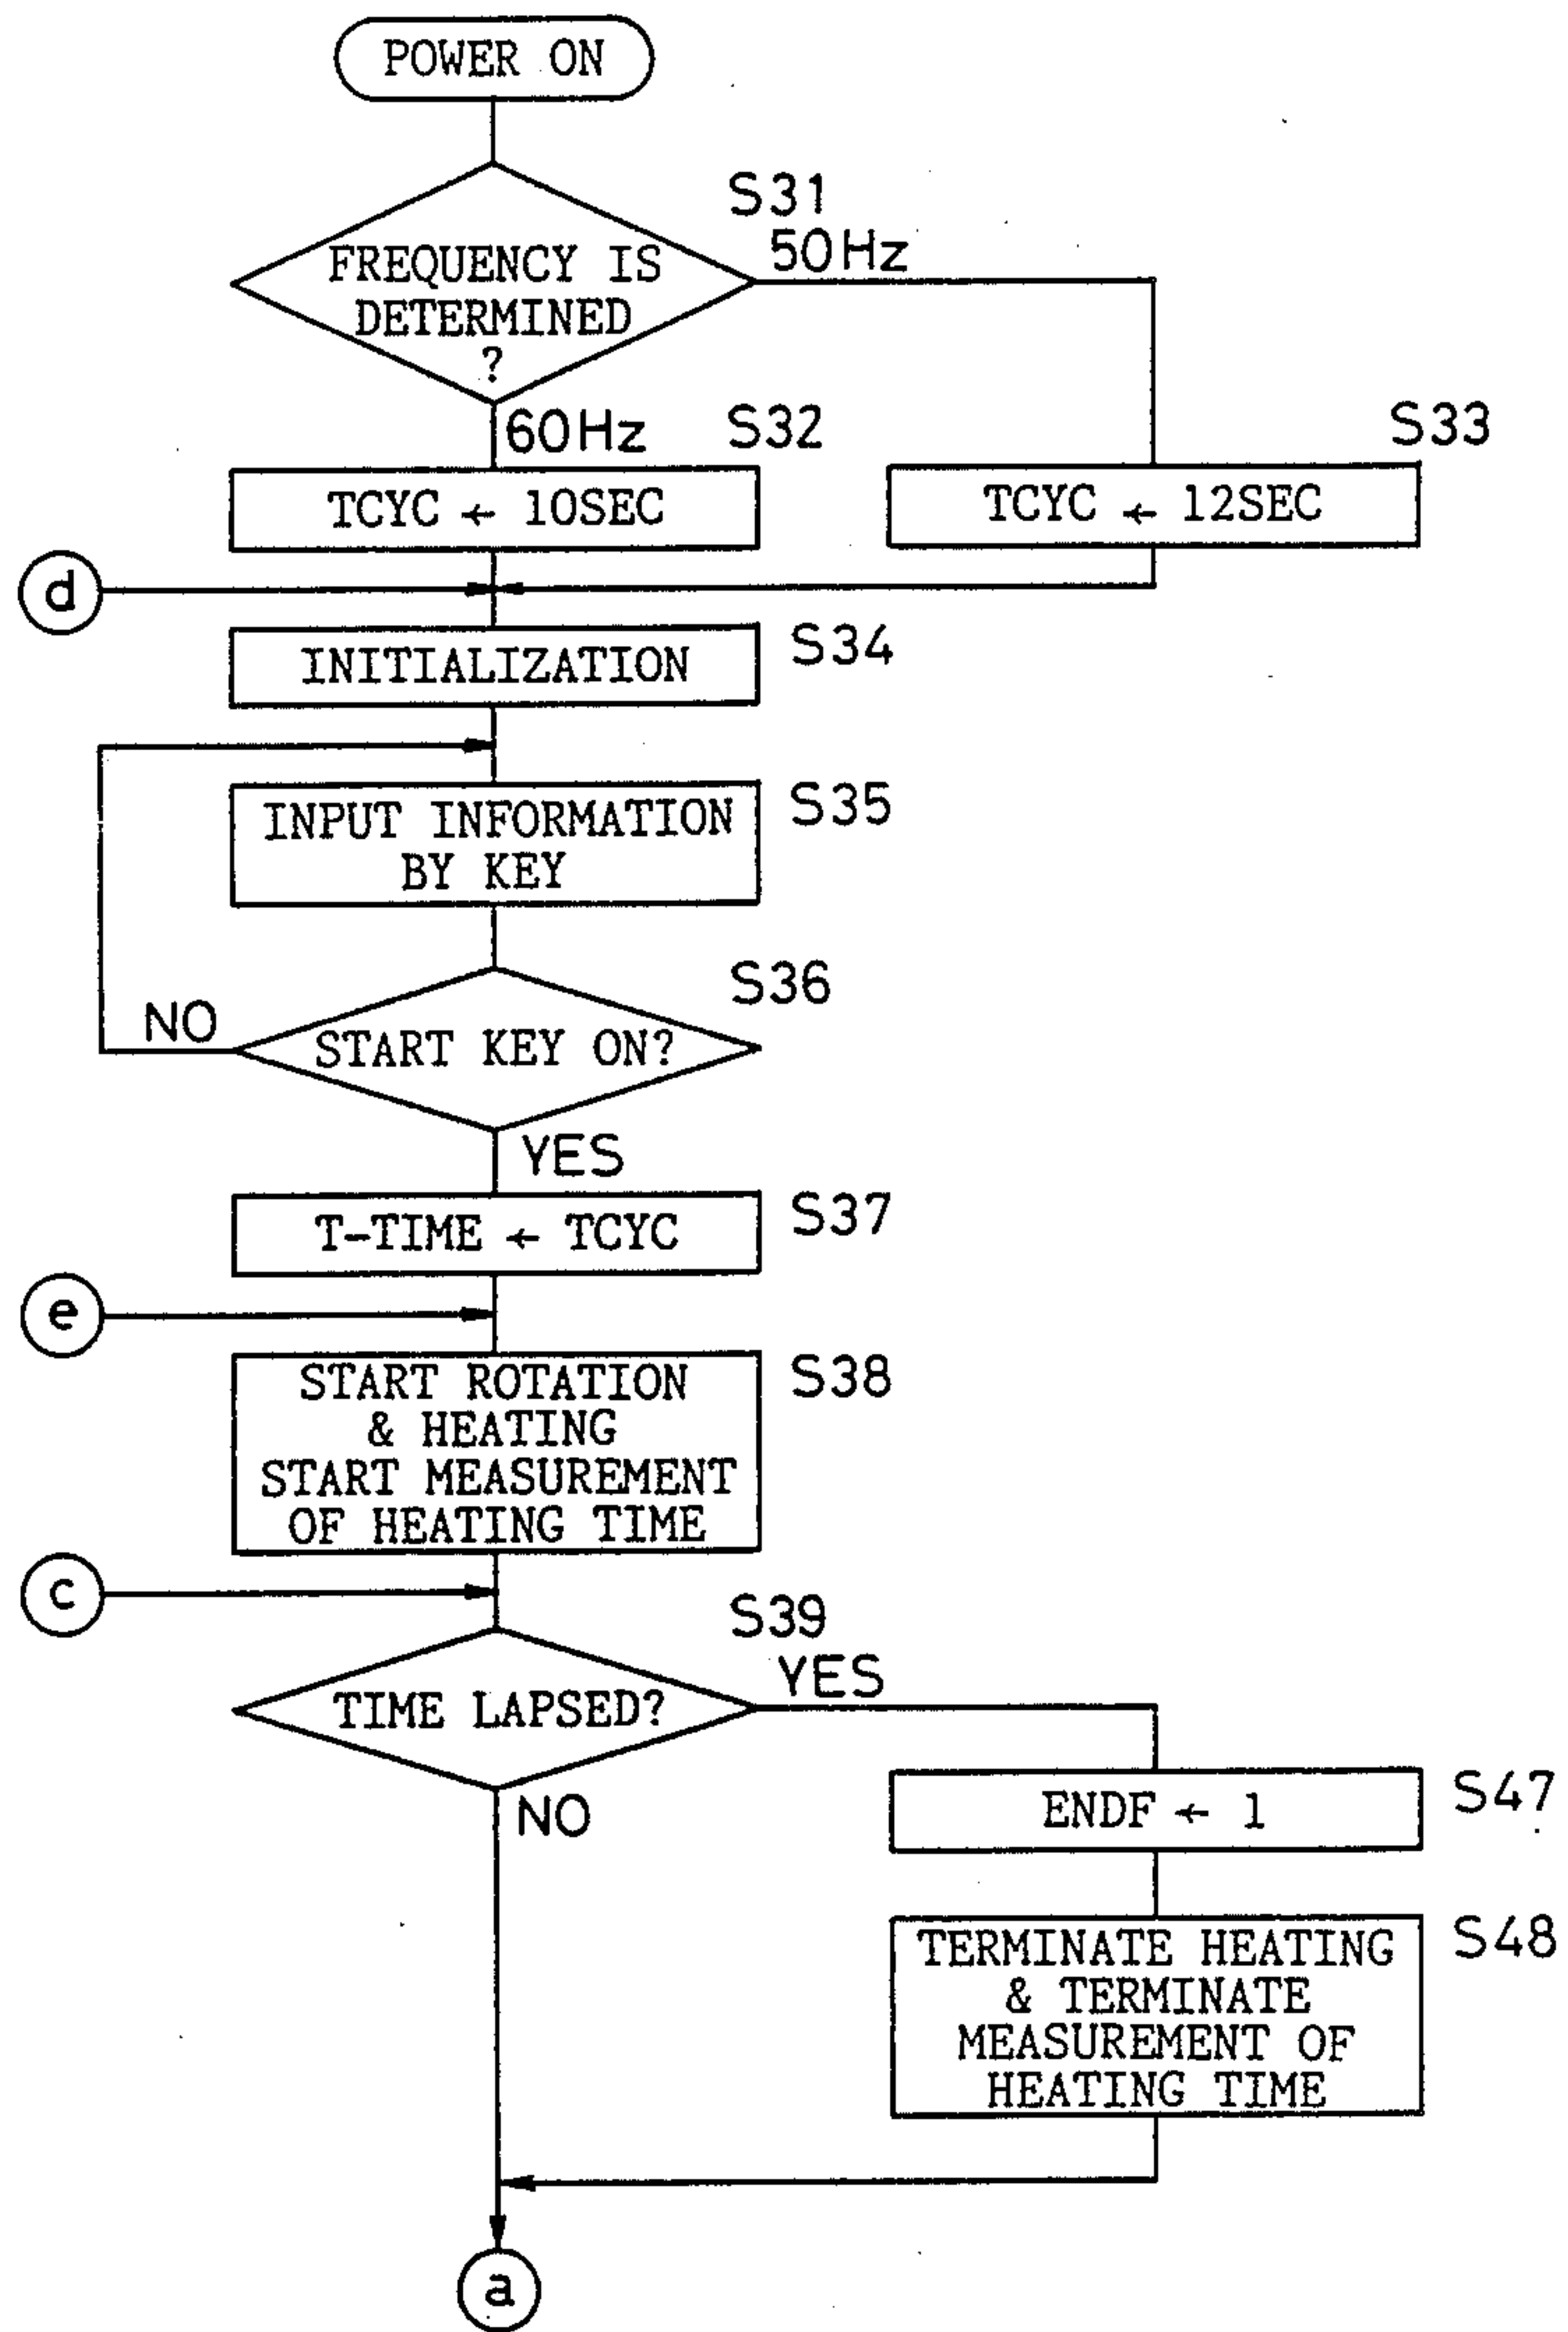 POWER ON
S31
FREQUENCY IS
DETERMINED
?
50Hz
60Hz
S32
TCYC ← 10SEC
S33
TCYC ← 12SEC
d
INITIALIZATION
S34
INPUT INFORMATION
BY KEY
S35
S36
START KEY ON?
NO
YES
T-TIME ← TCYC
S37
e
START ROTATION
& HEATING
START MEASUREMENT
OF HEATING TIME
S38
c
S39
TIME LAPSED?
YES
NO
ENDF ← 1
S47
TERMINATE HEATING
& TERMINATE
MEASUREMENT OF
HEATING TIME
S48
a